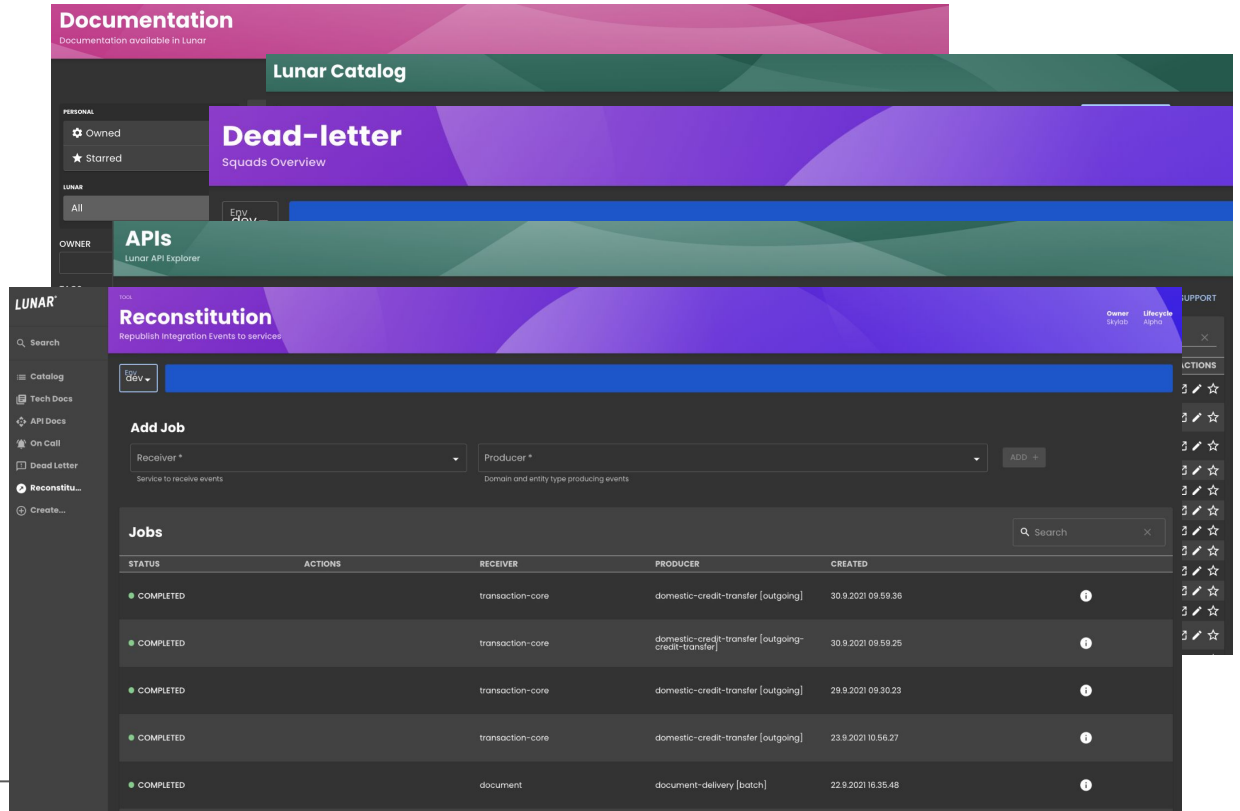 Documentation
Documentation available in Lunar
Lunar Catalog
PERSONAL
Owned
Starred
LUNAR
All
OWNER
Dead-letter
Squads Overview
Env
dev
APIs
Lunar API Explorer
SUPPORT
ACTIONS
LUNAR
Search
Catalog
Tech Docs
API Docs
On Call
Dead Letter
Reconstitu...
Create...
TOOL
Reconstitution
Republish Integration Events to services
Owner Lifecycle
Skylab Alpha
Env
dev
Add Job
Receiver * Producer * ADD +
Service to receive events Domain and entity type producing events
Jobs Search
STATUS ACTIONS RECEIVER PRODUCER CREATED
COMPLETED transaction-core domestic-credit-transfer [outgoing] 30.9.2021 09.59.36
COMPLETED transaction-core domestic-credit-transfer [outgoing-
credit-transfer] 30.9.2021 09.59.25
COMPLETED transaction-core domestic-credit-transfer [outgoing] 29.9.2021 09.30.23
COMPLETED transaction-core domestic-credit-transfer [outgoing] 23.9.2021 10.56.27
COMPLETED document document-delivery [batch] 22.9.2021 16.35.48